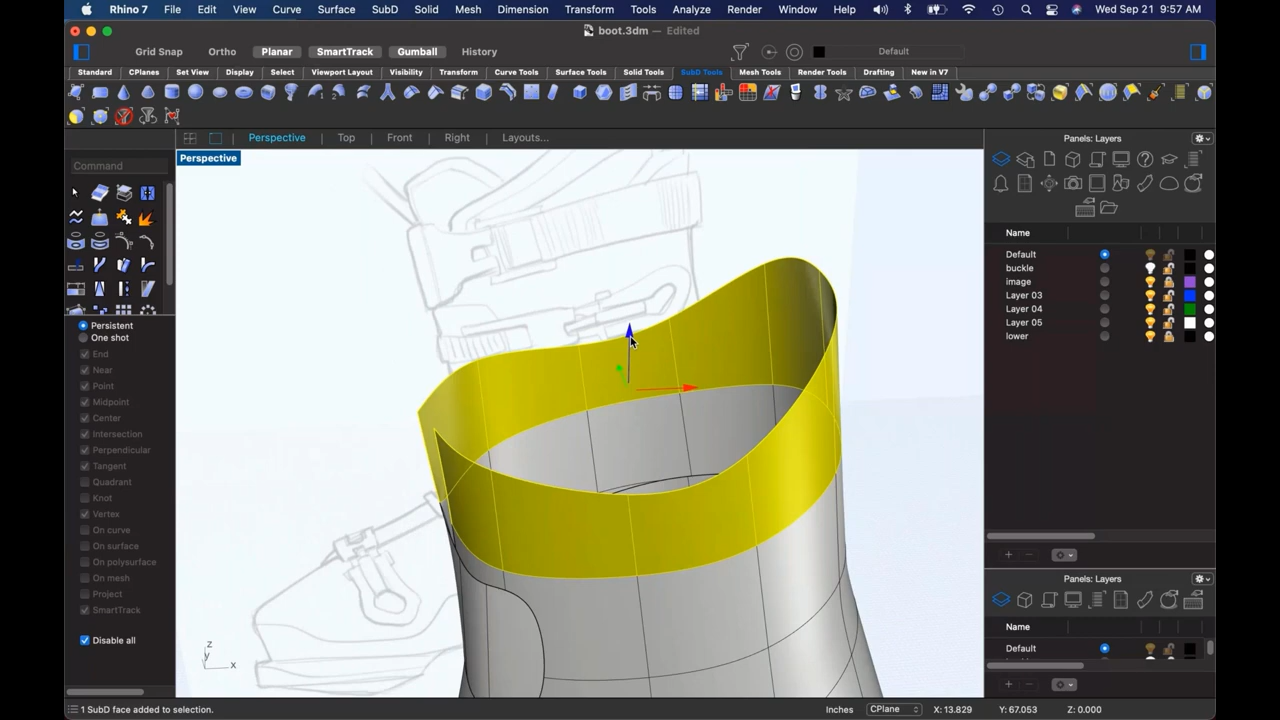 Rhino 7 File Edit View Curve Surface SubD Solid Mesh Dimension Transform Tools Analyze Render Window Help Wed Sep 21 9:57 AM
boot.3dm — Edited
Grid Snap Ortho Planar SmartTrack Gumball History Default
Standard CPlanes Set View Display Select Viewport Layout Visibility Transform Curve Tools Surface Tools Solid Tools SubD Tools Mesh Tools Render Tools Drafting New in V7
Perspective Top Front Right Layouts...
Panels: Layers
Perspective
Command
Name
Default
buckle
image
Layer 03
Layer 04
Layer 05
lower
Persistent
One shot
End
Near
Point
Midpoint
Center
Intersection
Perpendicular
Tangent
Quadrant
Knot
Vertex
On curve
On surface
On polysurface
On mesh
Project
SmartTrack
Disable all
z
y
x
Panels: Layers
Name
Default
1 SubD face added to selection. Inches CPlane X: 13.829 Y: 67.053 Z: 0.000